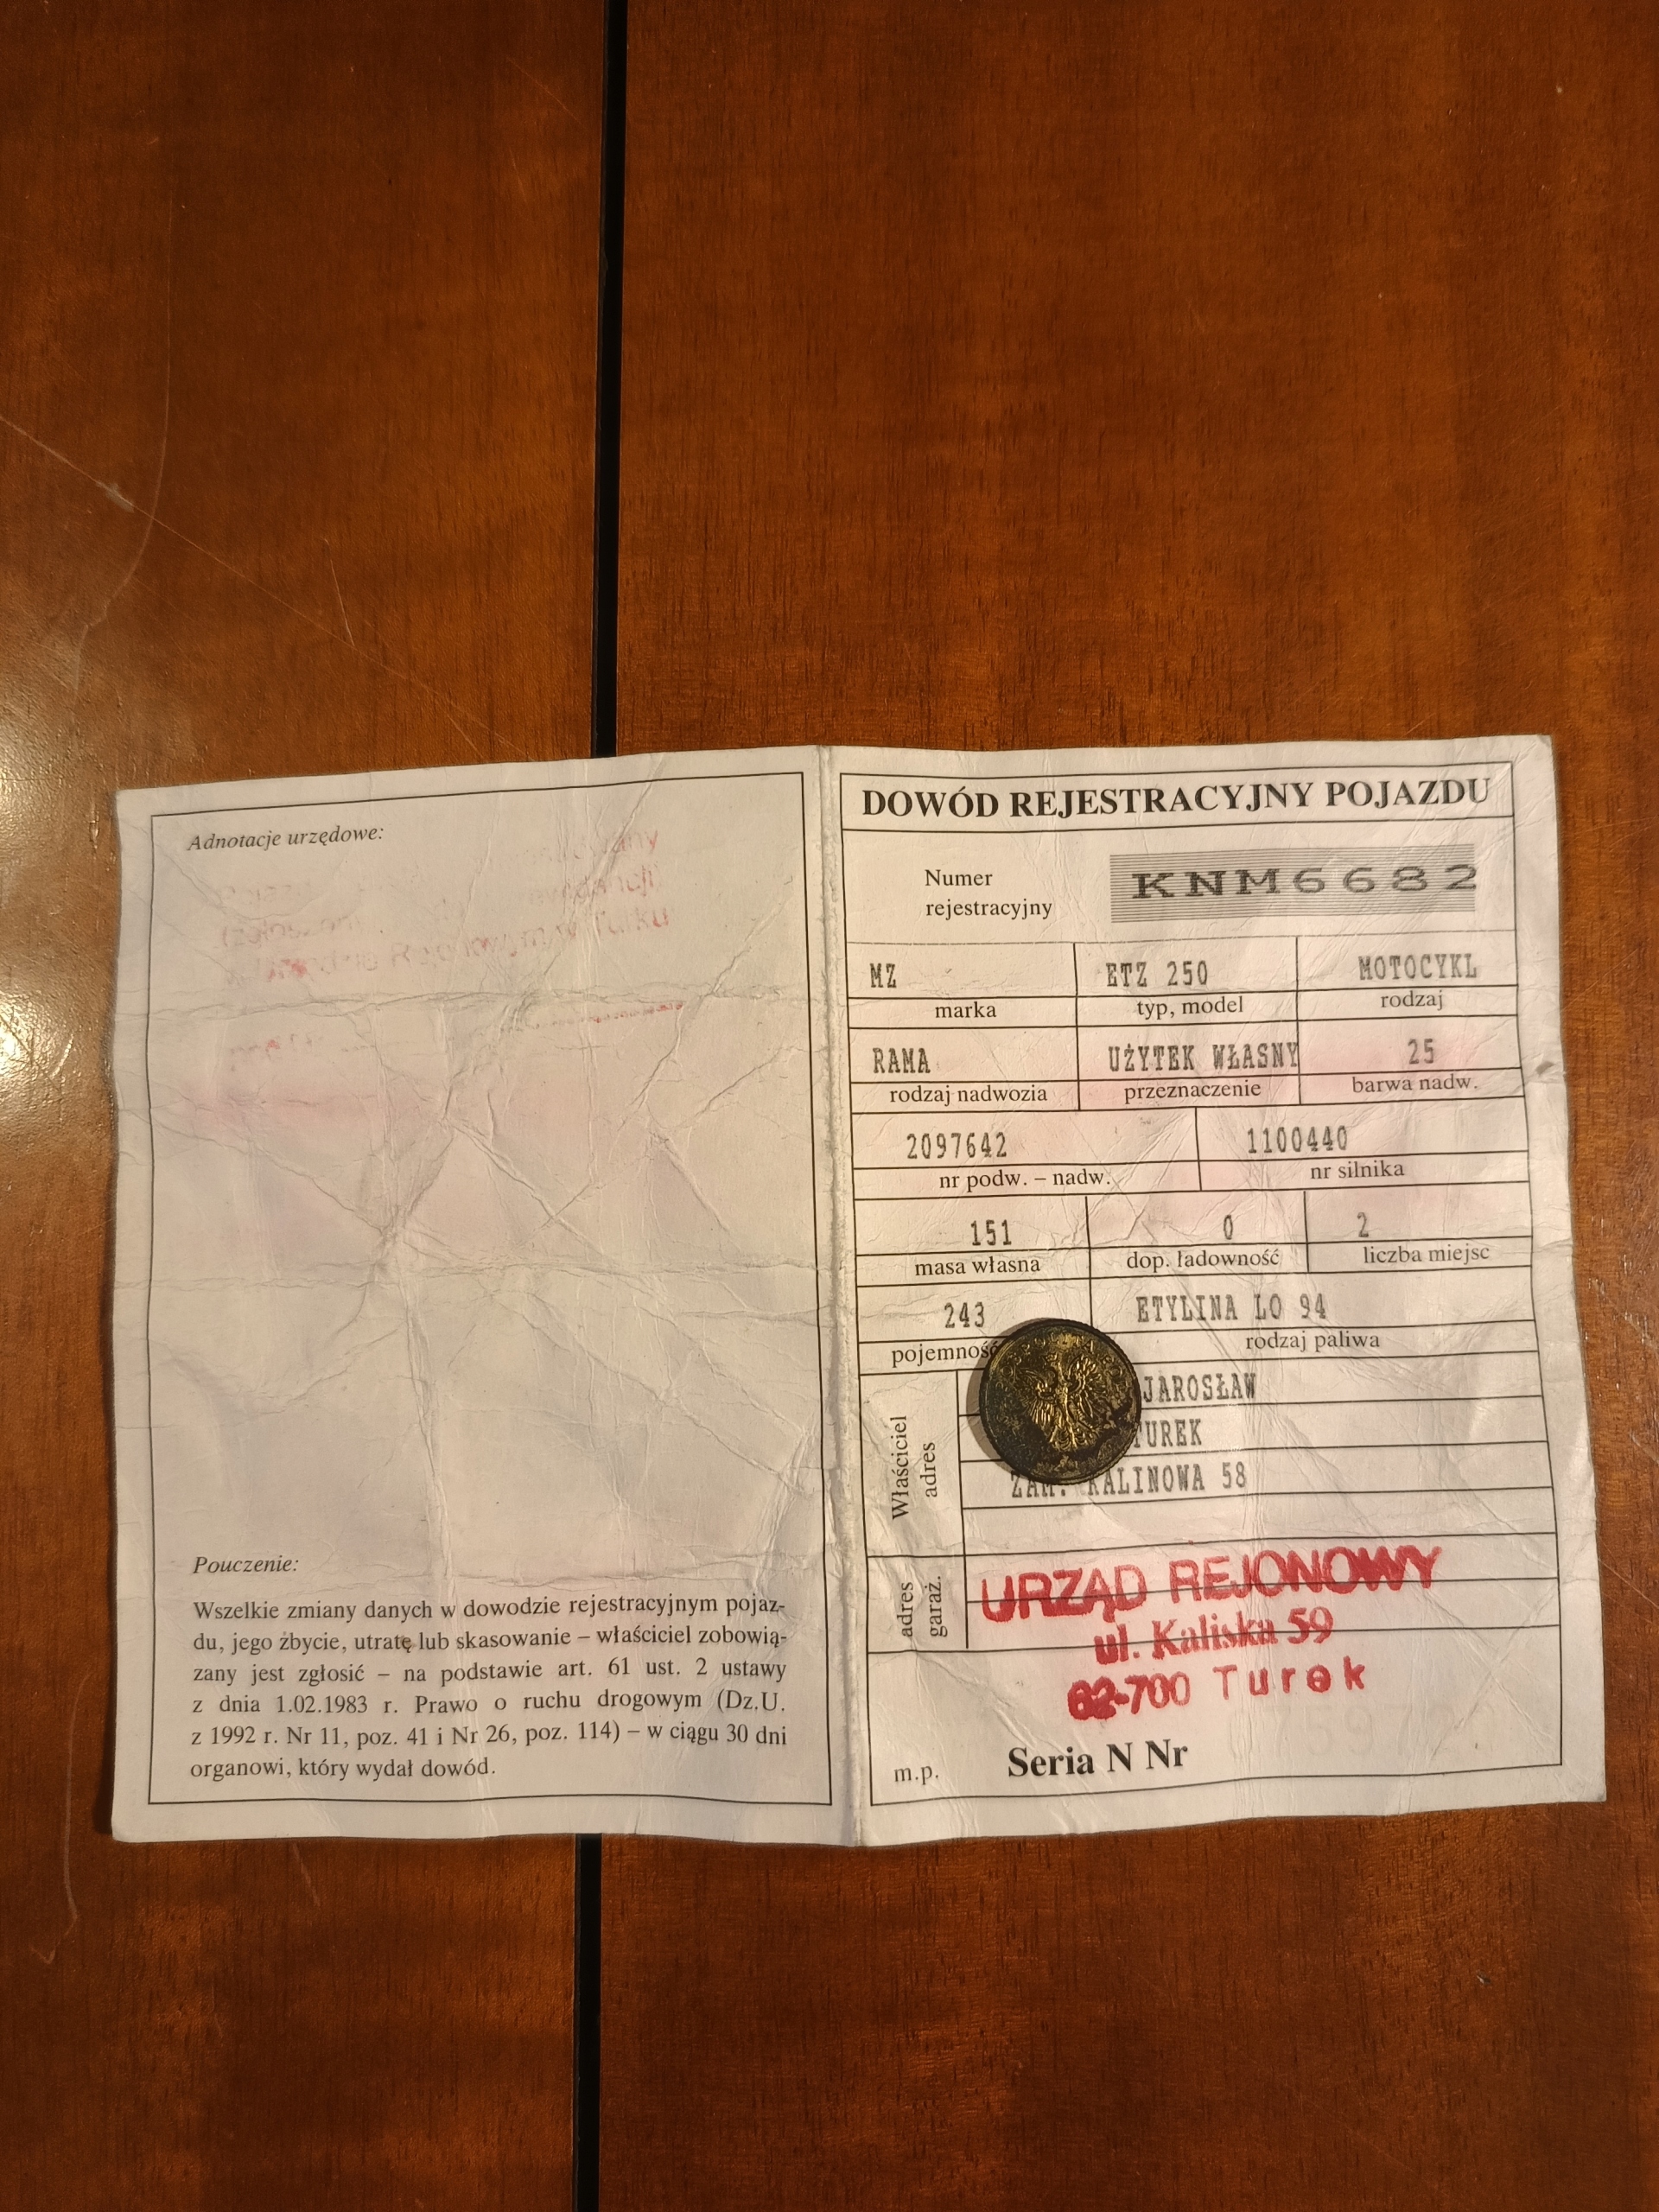 Adnotacje urzędowe:
Turku
Pouczenie:
Wszelkie zmiany danych w dowodzie rejestracyjnym pojaz-
du, jego zbycie, utratę lub skasowanie – właściciel zobowią-
zany jest zgłosić – na podstawie art. 61 ust. 2 ustawy
z dnia 1.02.1983 r. Prawo o ruchu drogowym (Dz.U.
z 1992 r. Nr 11, poz. 41 i Nr 26, poz. 114) – w ciągu 30 dni
organowi, który wydał dowód.
DOWÓD REJESTRACYJNY POJAZDU
Numer
rejestracyjny
KNM6682
MZ ETZ 250 MOTOCYKL
marka typ, model rodzaj
RAMA UŻYTEK WŁASNY 25
rodzaj nadwozia przeznaczenie barwa nadw.
2097642 1100440
nr podw. – nadw. nr silnika
151 0 2
masa własna dop. ładowność liczba miejsc
243 ETYLINA LO 94
pojemność rodzaj paliwa
Właściciel
adres
JAROSŁAW
TUREK
ZAM. KALINOWA 58
adres
garaż.
URZĄD REJONOWY
ul. Kaliska 59
62-700 Turek
m.p. Seria N Nr